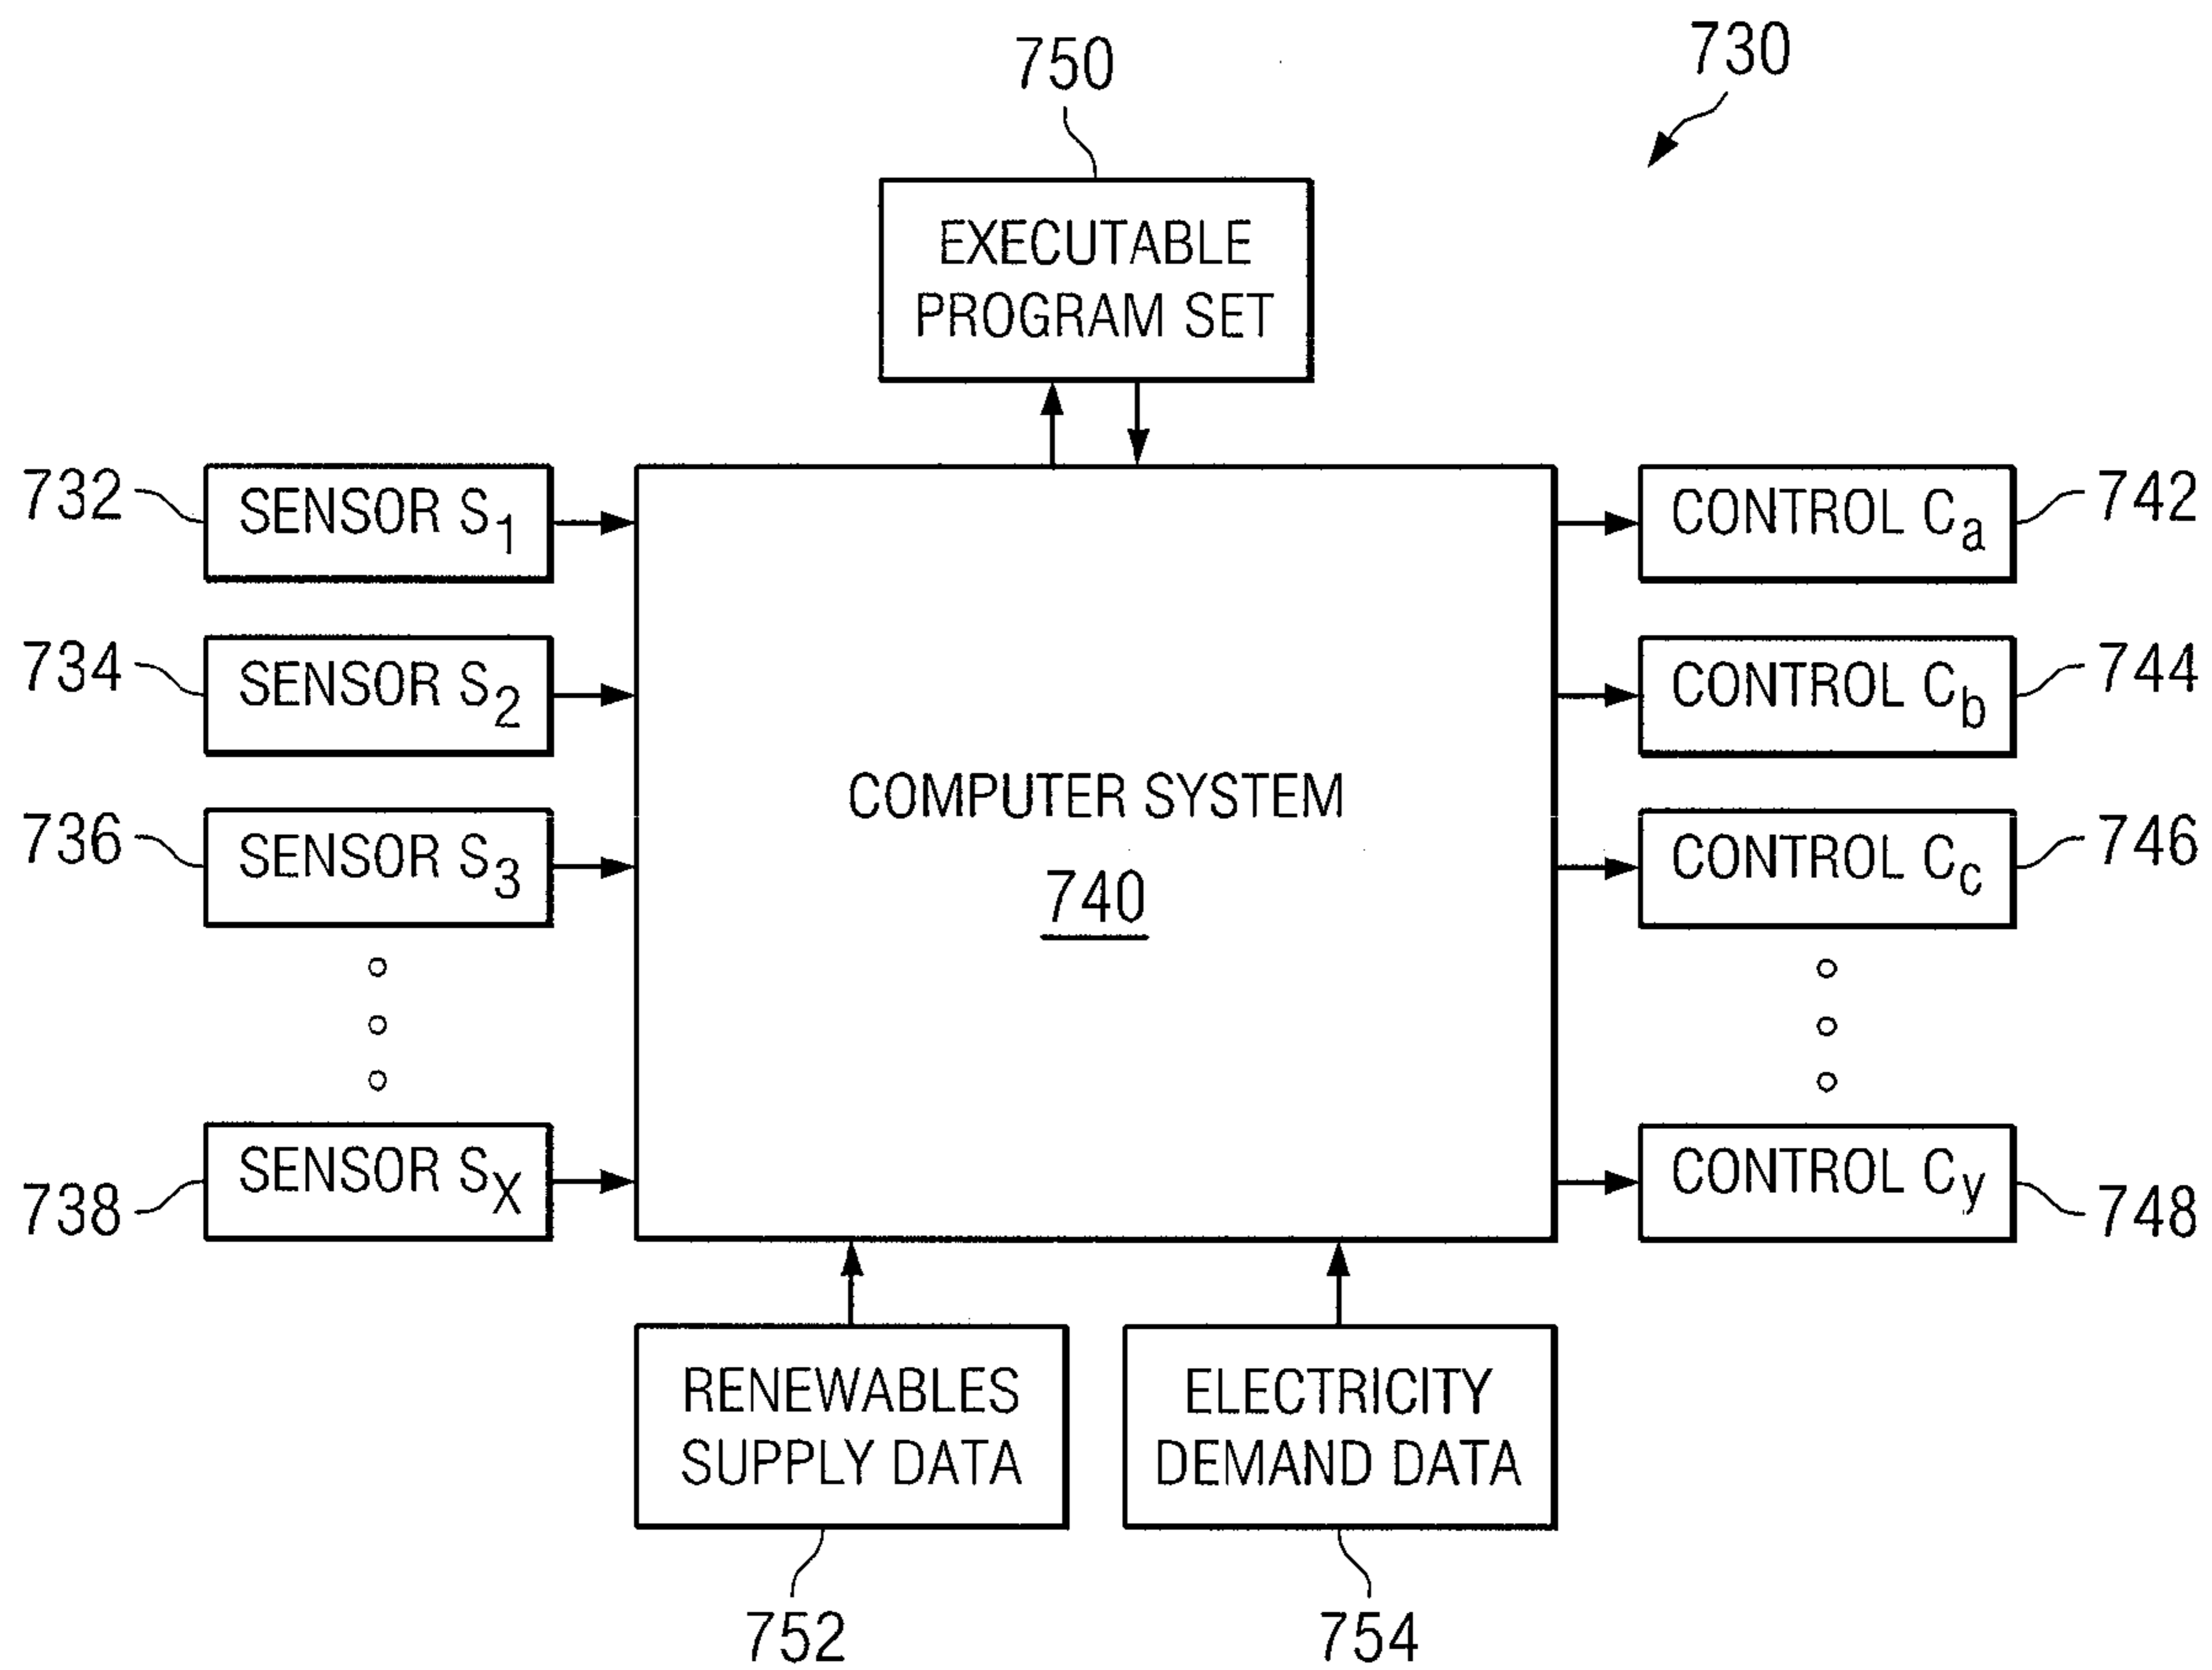 750
730
EXECUTABLE
PROGRAM SET
732
SENSOR S1
734
SENSOR S2
736
SENSOR S3
738
SENSOR SX
COMPUTER SYSTEM
740
CONTROL Ca
742
CONTROL Cb
744
CONTROL Cc
746
CONTROL Cy
748
RENEWABLES
SUPPLY DATA
752
ELECTRICITY
DEMAND DATA
754